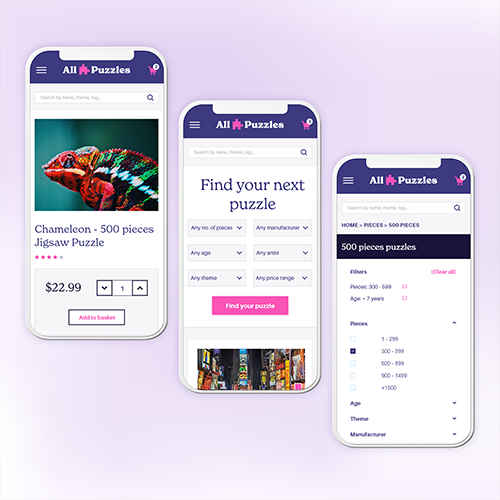 All Puzzles
2
Search by name, theme, tag...
Chameleon - 500 pieces
Jigsaw Puzzle
$22.99
1
Add to basket
All Puzzles
2
Search by name, theme, tag...
Find your next
puzzle
Any no. of pieces
Any manufacturer
Any age
Any artist
Any theme
Any price range
Find your puzzle
All Puzzles
2
Search by name, theme, tag...
HOME > PIECES > 500 PIECES
500 pieces puzzles
Filters (Clear all)
Pieces: 300 - 599 (-)
Age: + 7 years (-)
Pieces
1 - 299
300 - 599
600 - 899
900 - 1499
+1500
Age
Theme
Manufacturer